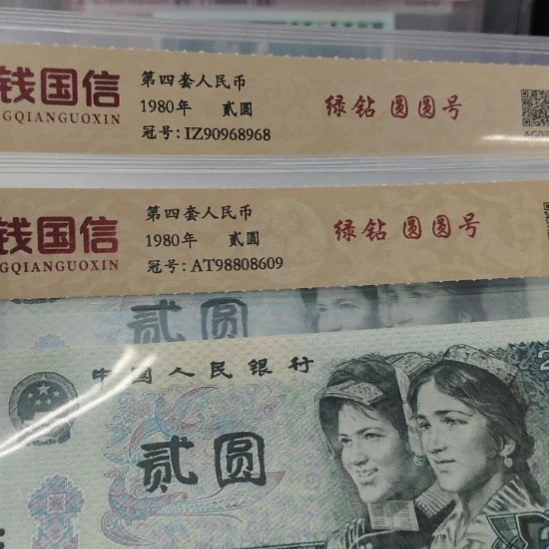 钱国信
GQIANGUOXIN
第四套人民币
1980年 贰圆
冠号:IZ90968968
绿钻 圆圆号
钱国信
GQIANGUOXIN
第四套人民币
1980年 贰圆
冠号:AT98808609
绿钻 圆圆号
贰圆
中国人民银行
贰圆